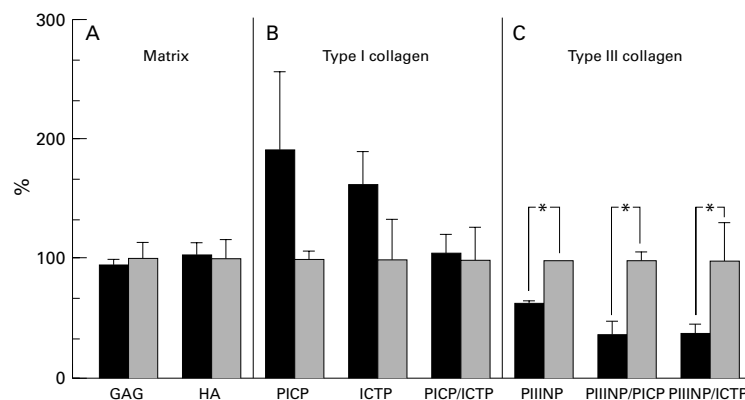 300
A
B
C
Matrix
Type I collagen
Type III collagen
200
%
*
*
*
100
0
GAG
HA
PICP
ICTP
PICP/ICTP
PIIINP
PIIINP/PICP
PIIINP/ICTP